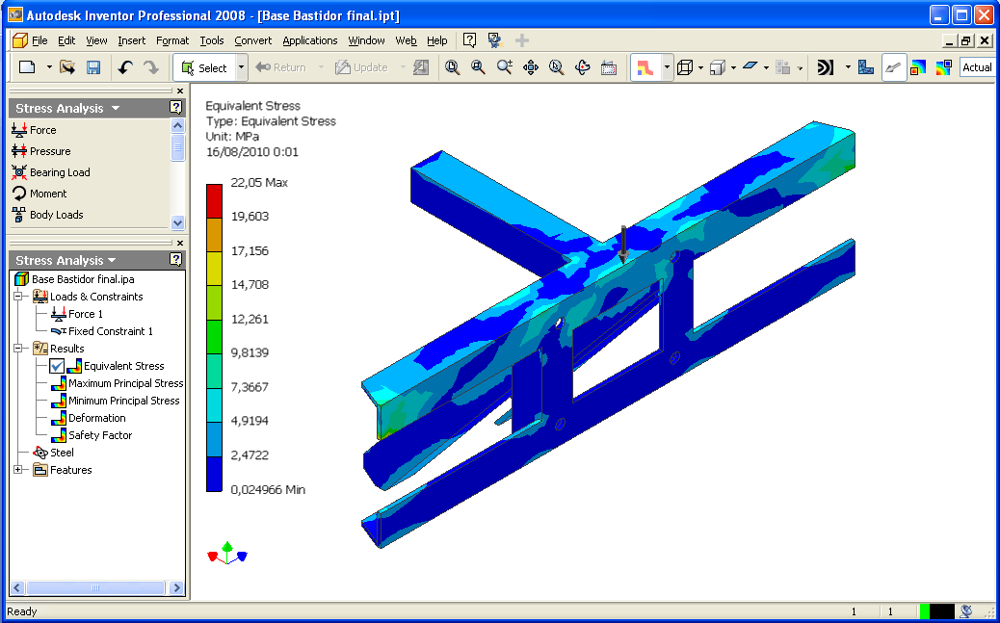 Autodesk Inventor Professional 2008 - [Base Bastidor final.ipt]
File Edit View Insert Format Tools Convert Applications Window Web Help
Select Return Update Actual
Stress Analysis
Force
Pressure
Bearing Load
Moment
Body Loads
Stress Analysis
Base Bastidor final.ipa
Loads & Constraints
Force 1
Fixed Constraint 1
Results
Equivalent Stress
Maximum Principal Stress
Minimum Principal Stress
Deformation
Safety Factor
Steel
Features
Equivalent Stress
Type: Equivalent Stress
Unit: MPa
16/08/2010 0:01
22,05 Max
19,603
17,156
14,708
12,261
9,8139
7,3667
4,9194
2,4722
0,024966 Min
Ready 1 1